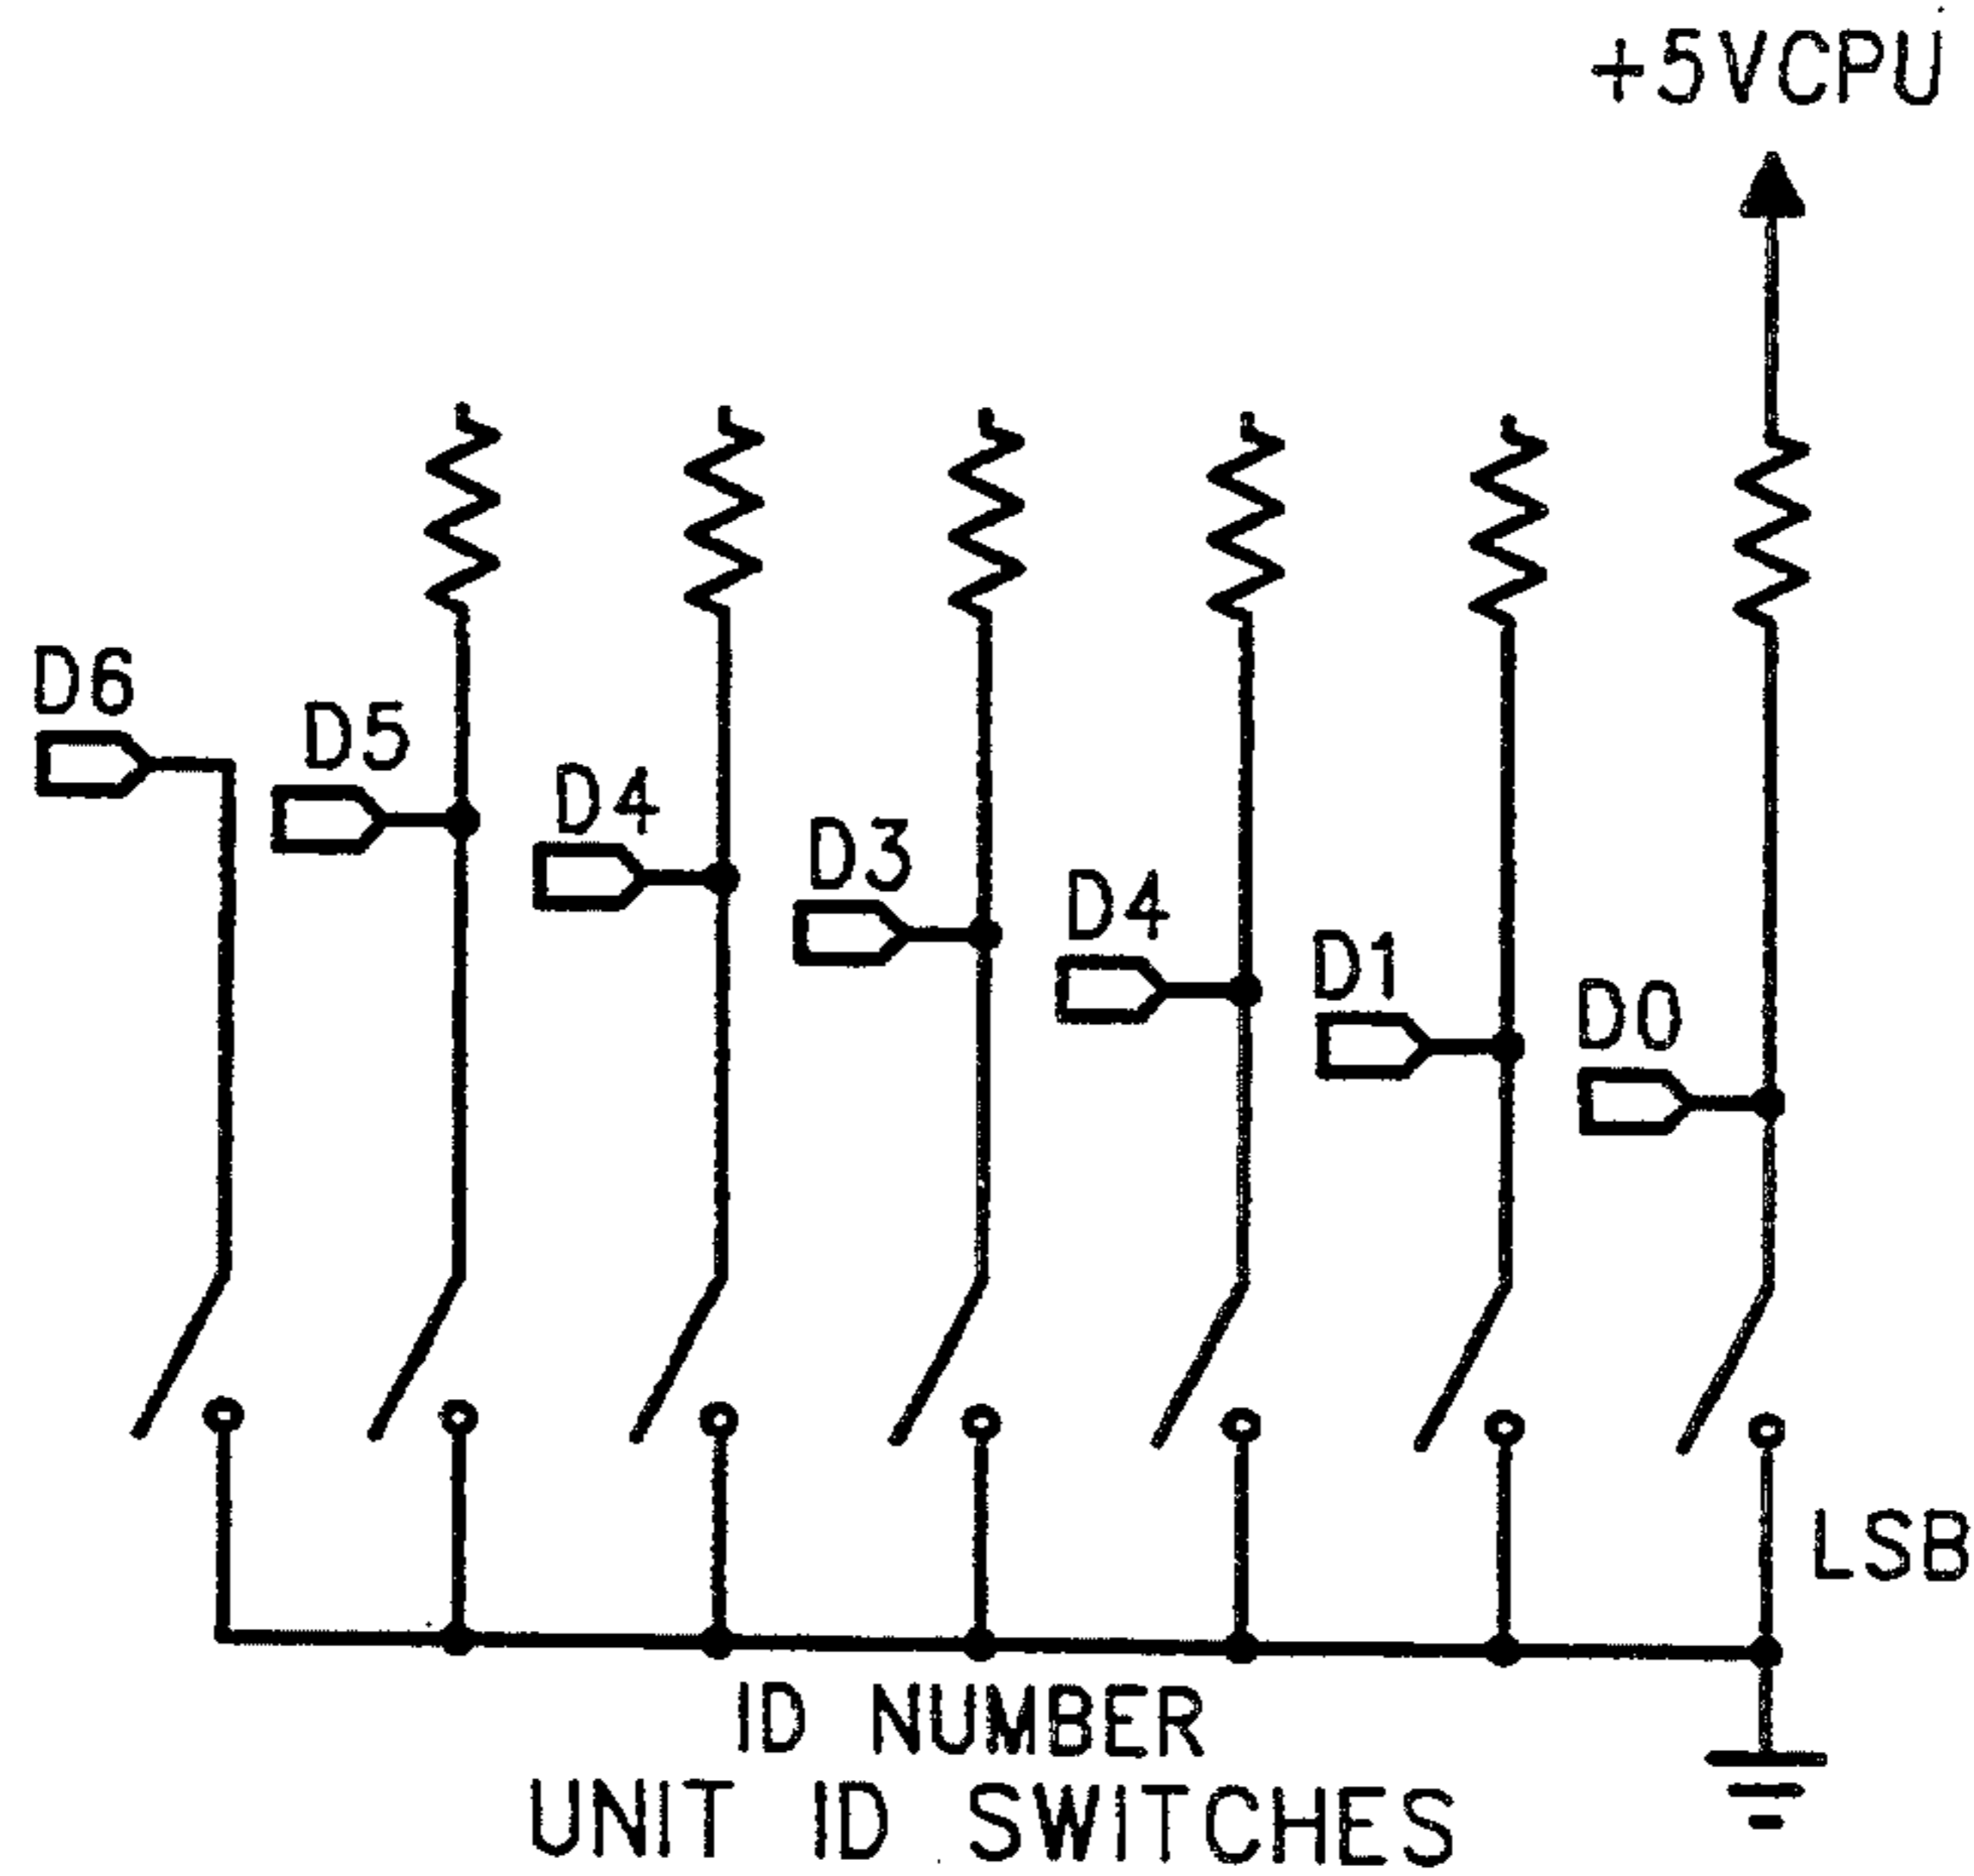 +5VCPU
D6
D5
D4
D3
D4
D1
D0
LSB
ID NUMBER
UNIT ID SWITCHES